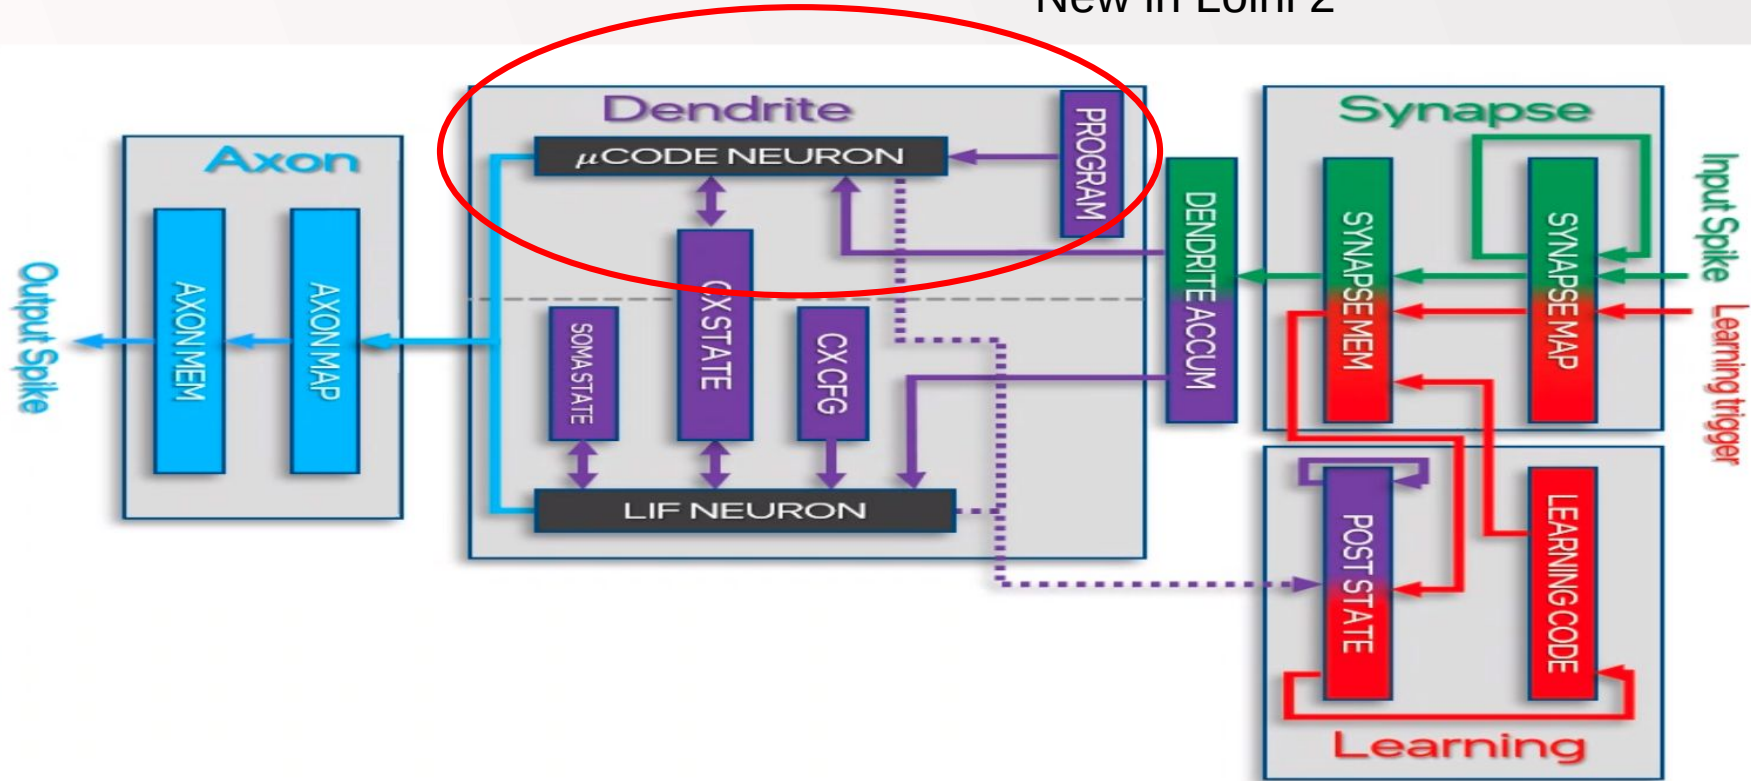 New in Loihi 2
Dendrite
Synapse
Axon
μCODE NEURON
PROGRAM
DENDRITE ACCUM
SYNAPSE MEM
SYNAPSE MAP
Input Spike
Learning trigger
Output Spike
AXON MEM
AXON MAP
SOMA STATE
CX STATE
CX CFG
LIF NEURON
POST STATE
LEARNING CODE
Learning